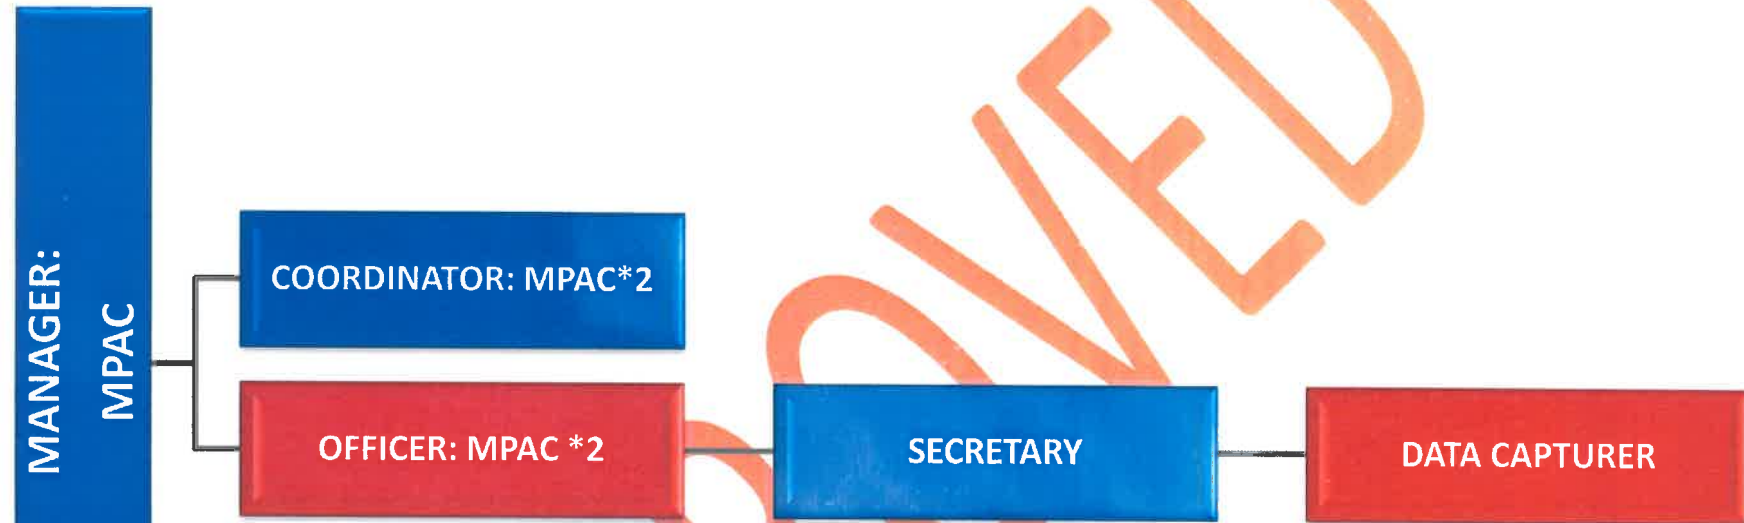 MANAGER:
MPAC
COORDINATOR: MPAC*2
OFFICER: MPAC *2
SECRETARY
DATA CAPTURER